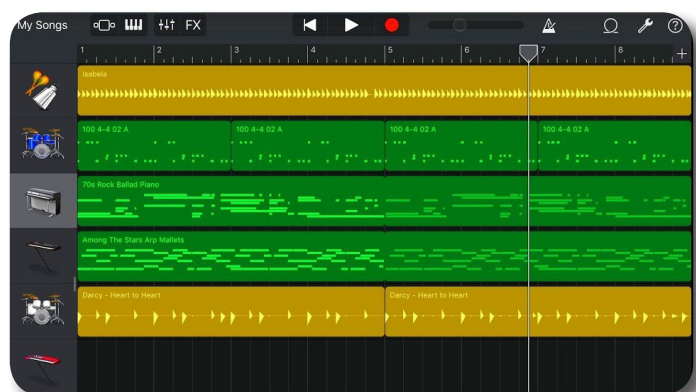 My Songs FX
1 2 3 4 5 6 7 8 +
Isabela
100 4-4 02 A 100 4-4 02 A 100 4-4 02 A 100 4-4 02 A
70s Rock Ballad Piano
Among The Stars Arp Mallets
Darcy - Heart to Heart Darcy - Heart to Heart